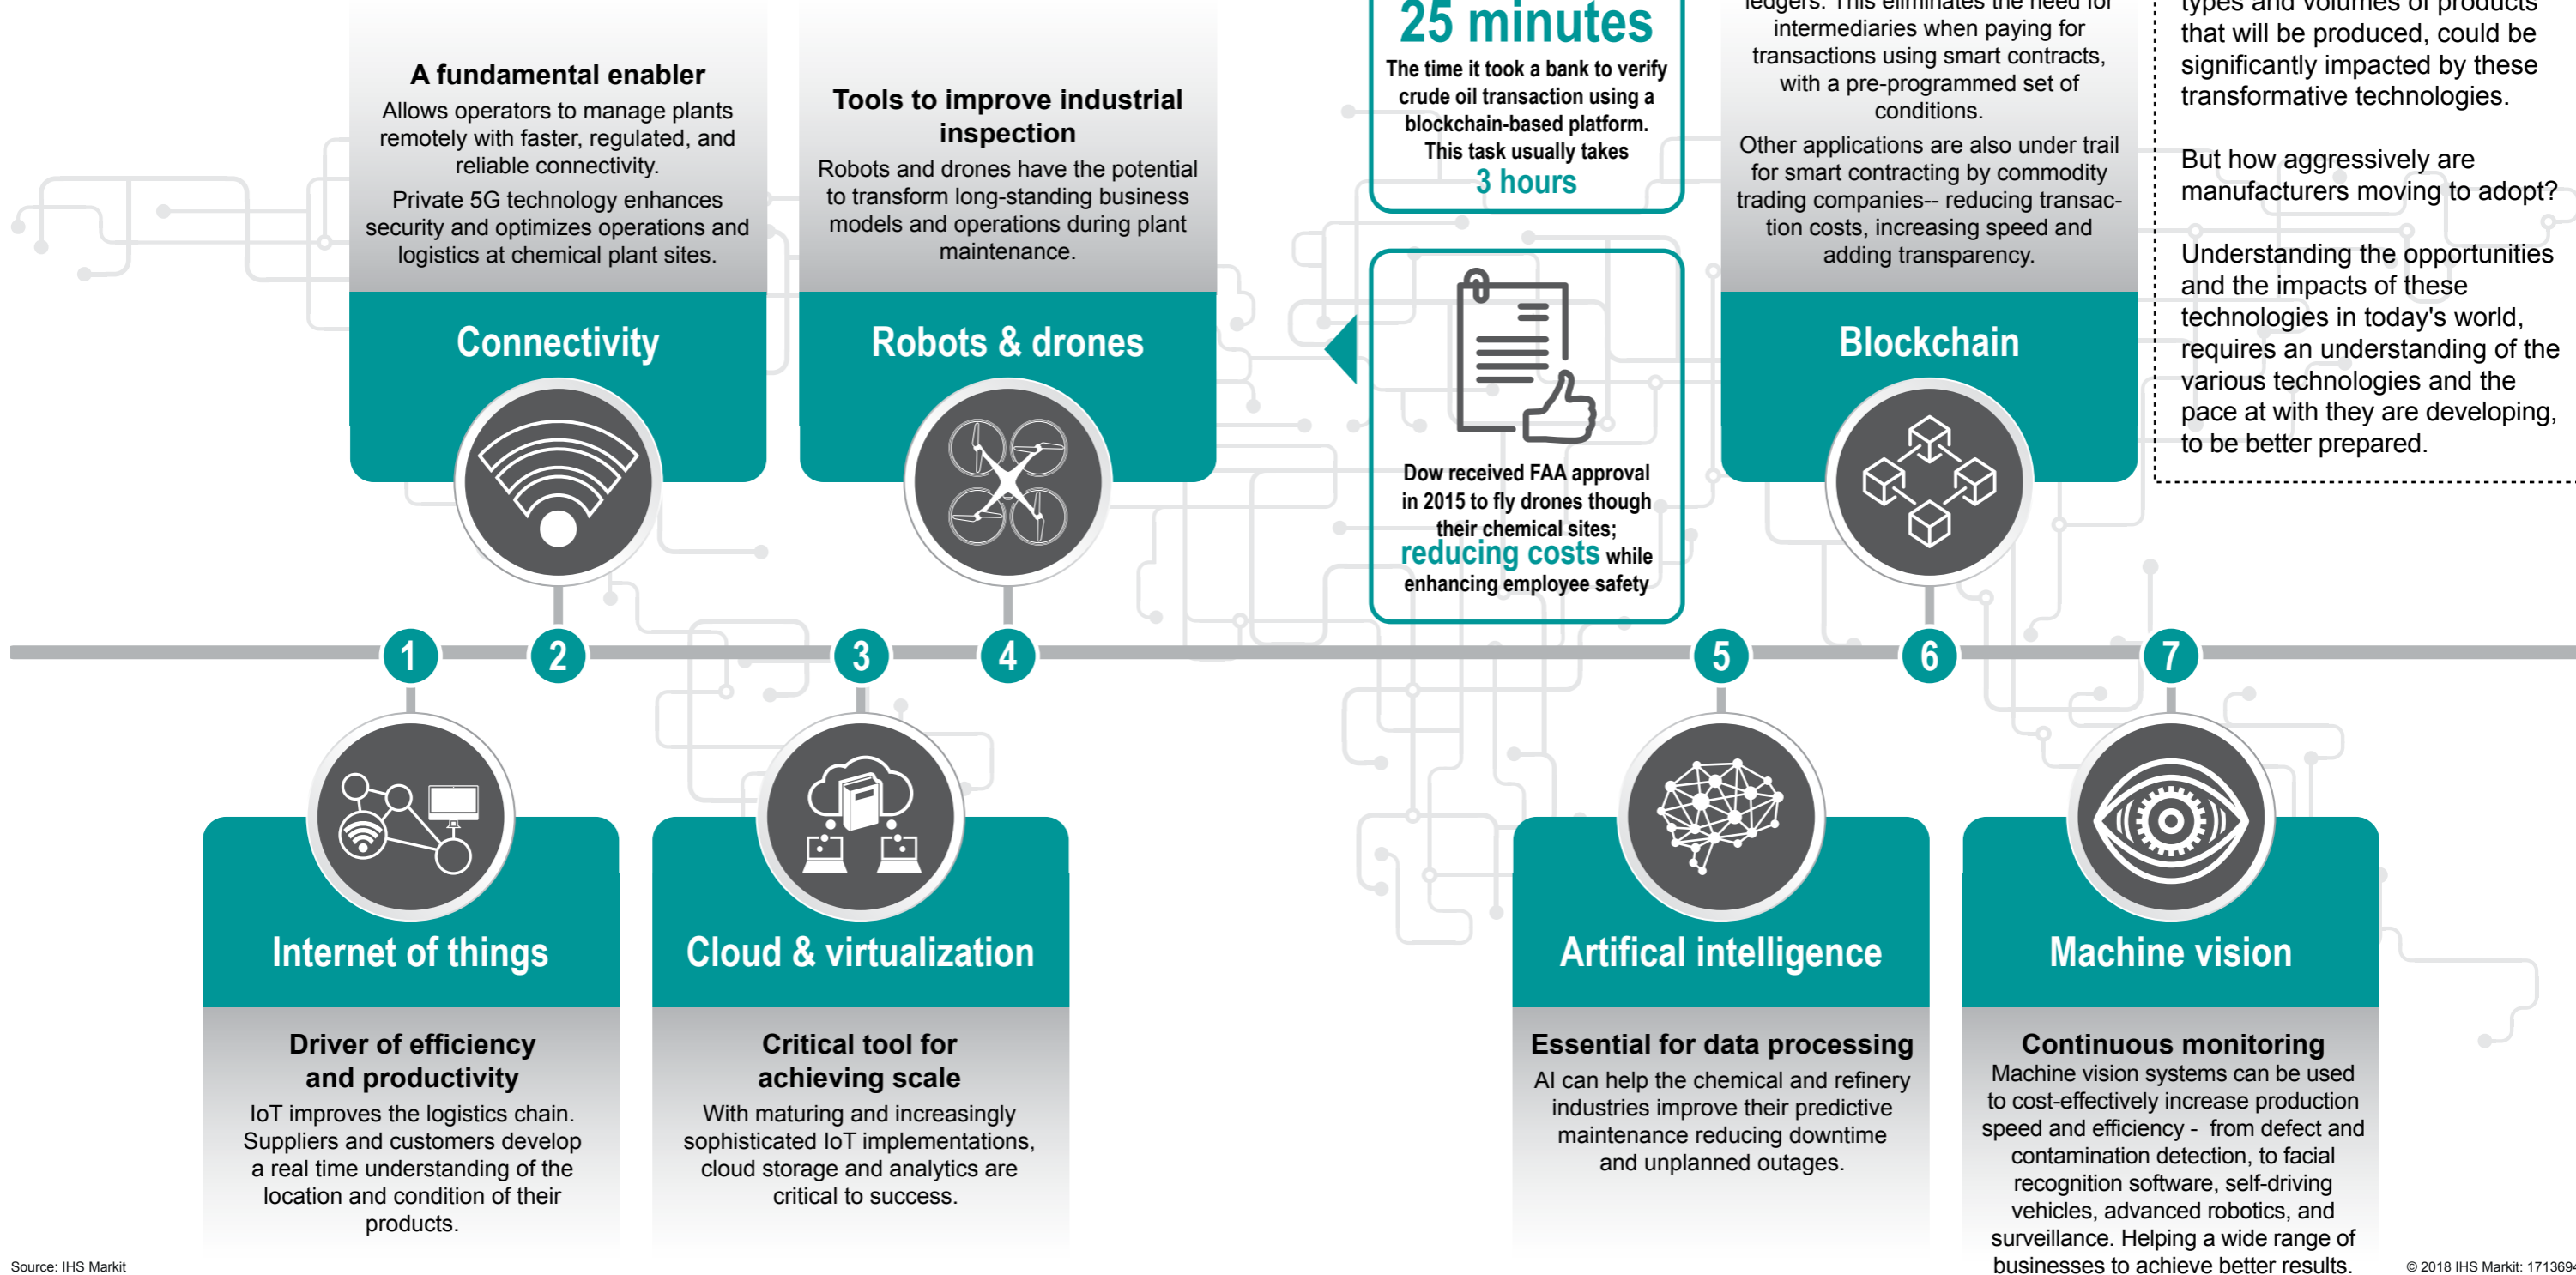 A fundamental enabler
Allows operators to manage plants
remotely with faster, regulated, and
reliable connectivity.
Private 5G technology enhances
security and optimizes operations and
logistics at chemical plant sites.
Connectivity
Tools to improve industrial
inspection
Robots and drones have the potential
to transform long-standing business
models and operations during plant
maintenance.
Robots & drones
25 minutes
The time it took a bank to verify
crude oil transaction using a
blockchain-based platform.
This task usually takes
3 hours
Dow received FAA approval
in 2015 to fly drones though
their chemical sites;
reducing costs while
enhancing employee safety
ledgers. This eliminates the need for
intermediaries when paying for
transactions using smart contracts,
with a pre-programmed set of
conditions.
Other applications are also under trail
for smart contracting by commodity
trading companies-- reducing transac-
tion costs, increasing speed and
adding transparency.
Blockchain
types and volumes of products
that will be produced, could be
significantly impacted by these
transformative technologies.
But how aggressively are
manufacturers moving to adopt?
Understanding the opportunities
and the impacts of these
technologies in today's world,
requires an understanding of the
various technologies and the
pace at with they are developing,
to be better prepared.
1
2
3
4
5
6
7
Internet of things
Driver of efficiency
and productivity
IoT improves the logistics chain.
Suppliers and customers develop
a real time understanding of the
location and condition of their
products.
Cloud & virtualization
Critical tool for
achieving scale
With maturing and increasingly
sophisticated IoT implementations,
cloud storage and analytics are
critical to success.
Artifical intelligence
Essential for data processing
AI can help the chemical and refinery
industries improve their predictive
maintenance reducing downtime
and unplanned outages.
Machine vision
Continuous monitoring
Machine vision systems can be used
to cost-effectively increase production
speed and efficiency - from defect and
contamination detection, to facial
recognition software, self-driving
vehicles, advanced robotics, and
surveillance. Helping a wide range of
businesses to achieve better results.
Source: IHS Markit
© 2018 IHS Markit: 1713694